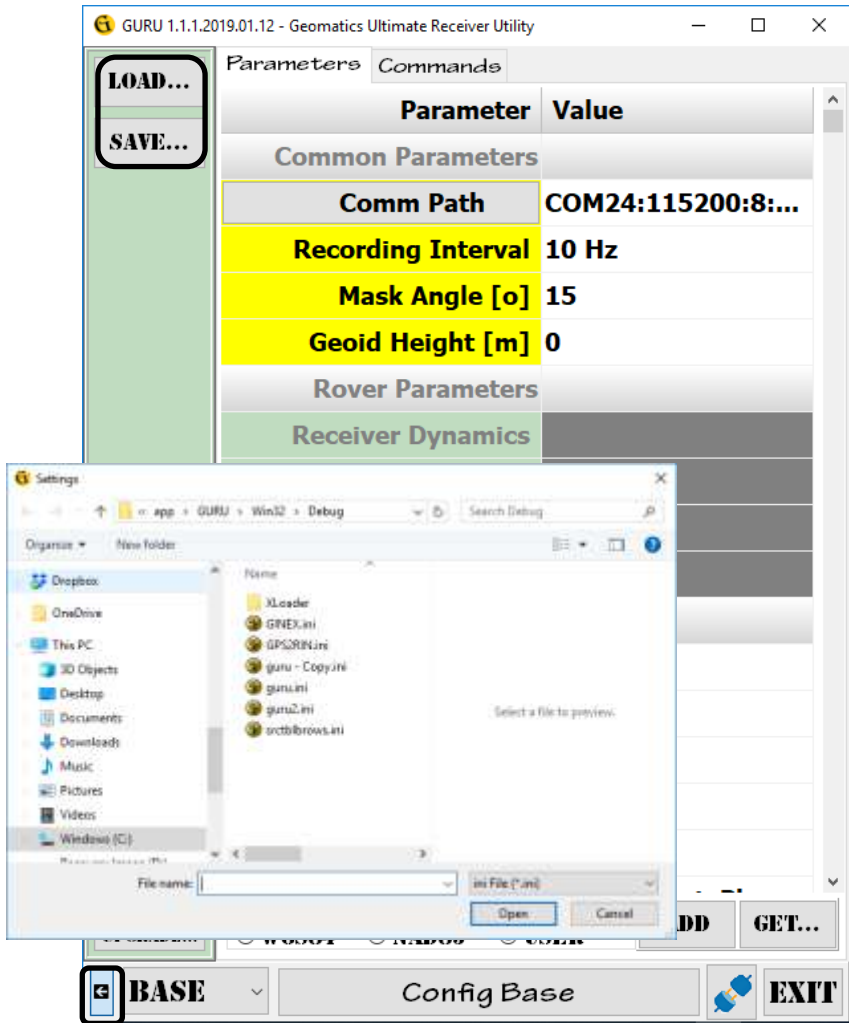 GURU 1.1.1.2019.01.12 - Geomatics Ultimate Receiver Utility
LOAD...
SAVE...
Parameters Commands
Parameter Value
Common Parameters
Comm Path COM24:115200:8:...
Recording Interval 10 Hz
Mask Angle [o] 15
Geoid Height [m] 0
Rover Parameters
Receiver Dynamics
Settings
« app › GURU › Win32 › Debug
Search Debug
Organize New folder
Dropbox
OneDrive
This PC
3D Objects
Desktop
Documents
Downloads
Music
Pictures
Videos
Windows (C:)
Name
XLoader
GINEX.ini
GPS2RIN.ini
guru - Copy.ini
guru.ini
guru2.ini
srctblbrows.ini
Select a file to preview.
File name:
ini File (*.ini)
Open Cancel
GET...
BASE
Config Base
EXIT